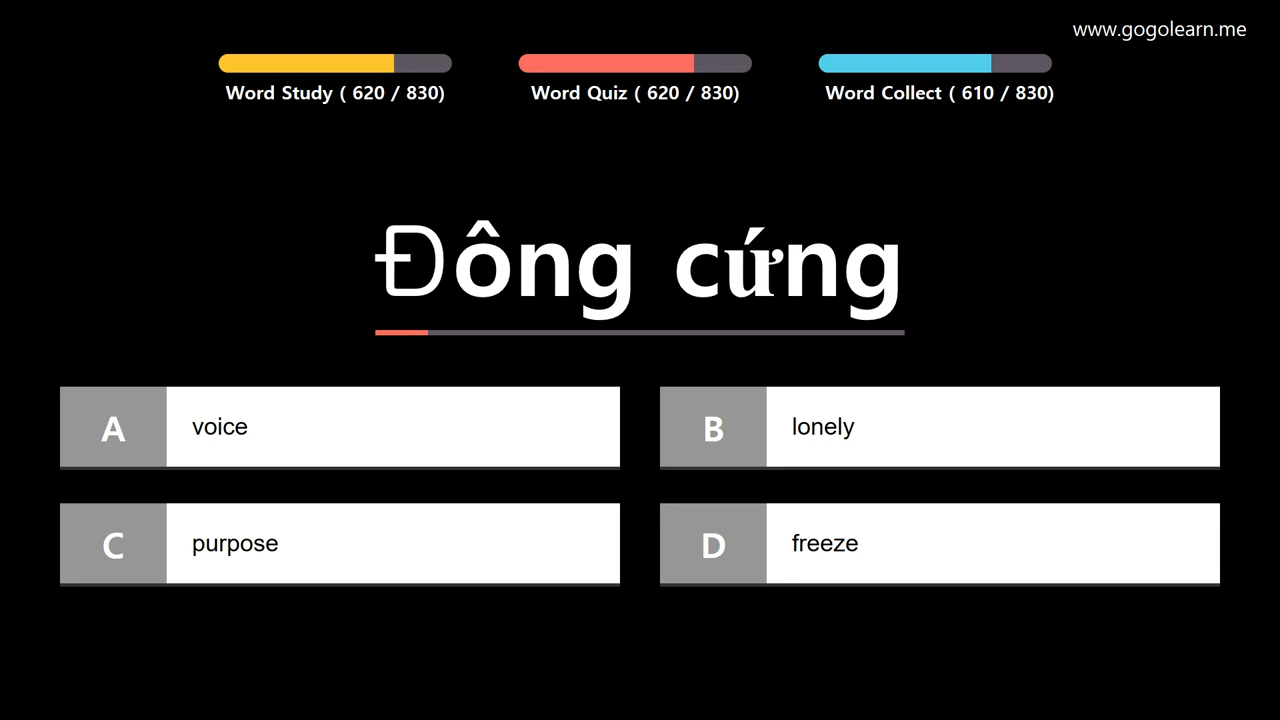 www.gogolearn.me
Word Study ( 620 / 830)
Word Quiz ( 620 / 830)
Word Collect ( 610 / 830)
Đông cứng
A voice
B lonely
C purpose
D freeze